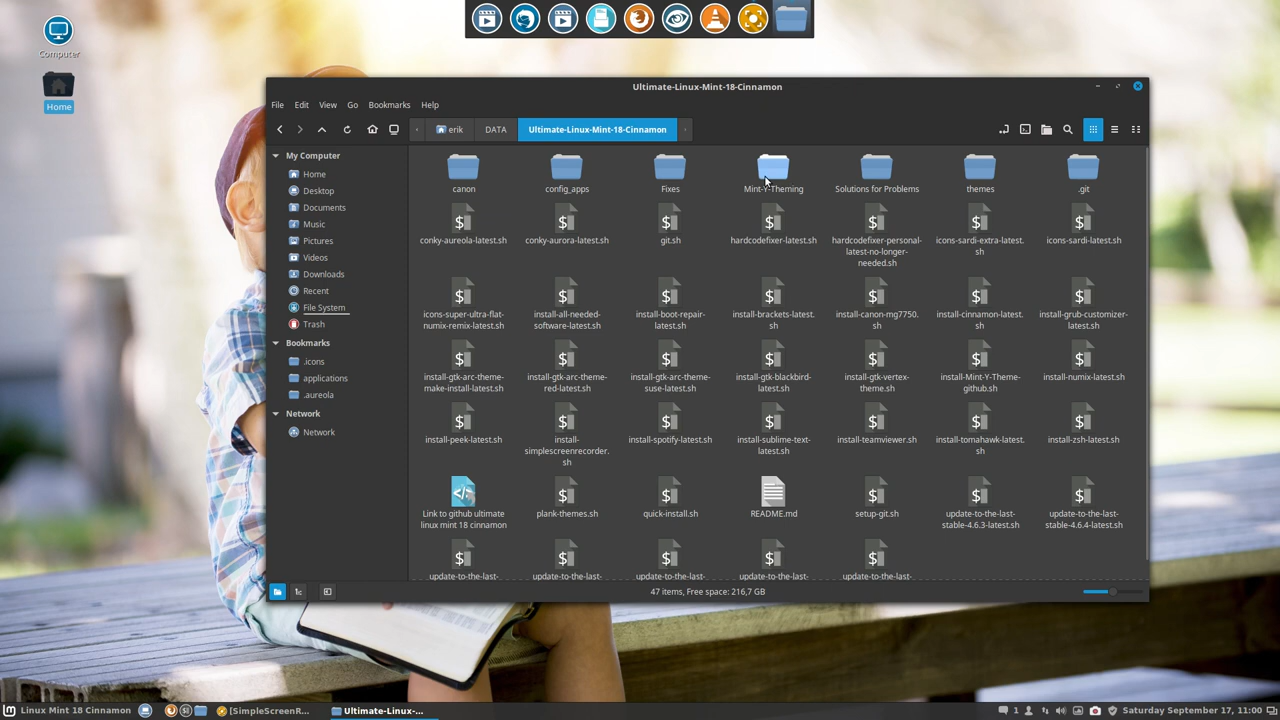 Computer
Home
Ultimate-Linux-Mint-18-Cinnamon
File Edit View Go Bookmarks Help
erik DATA Ultimate-Linux-Mint-18-Cinnamon
My Computer
Home
Desktop
Documents
Music
Pictures
Videos
Downloads
Recent
File System
Trash
Bookmarks
.icons
applications
.aureola
Network
Network
canon config_apps Fixes Mint-Y-Theming Solutions for Problems themes .git
conky-aureola-latest.sh conky-aurora-latest.sh git.sh hardcodefixer-latest.sh hardcodefixer-personal- icons-sardi-extra-latest. icons-sardi-latest.sh
latest-no-longer- sh
needed.sh
icons-super-ultra-flat- install-all-needed- install-boot-repair- install-brackets-latest. install-canon-mg7750. install-cinnamon-latest. install-grub-customizer-
numix-remix-latest.sh software-latest.sh latest.sh sh sh sh latest.sh
install-gtk-arc-theme- install-gtk-arc-theme- install-gtk-arc-theme- install-gtk-blackbird- install-gtk-vertex- install-Mint-Y-Theme- install-numix-latest.sh
make-install-latest.sh red-latest.sh suse-latest.sh latest.sh theme.sh github.sh
install-peek-latest.sh install- install-spotify-latest.sh install-sublime-text- install-teamviewer.sh install-tomahawk-latest. install-zsh-latest.sh
simplescreenrecorder. latest.sh sh
sh
Link to github ultimate plank-themes.sh quick-install.sh README.md setup-git.sh update-to-the-last- update-to-the-last-
linux mint 18 cinnamon stable-4.6.3-latest.sh stable-4.6.4-latest.sh
update-to-the-last- update-to-the-last- update-to-the-last- update-to-the-last- update-to-the-last-
47 items, Free space: 216,7 GB
Linux Mint 18 Cinnamon [SimpleScreenR... Ultimate-Linux-... 1 Saturday September 17, 11:00